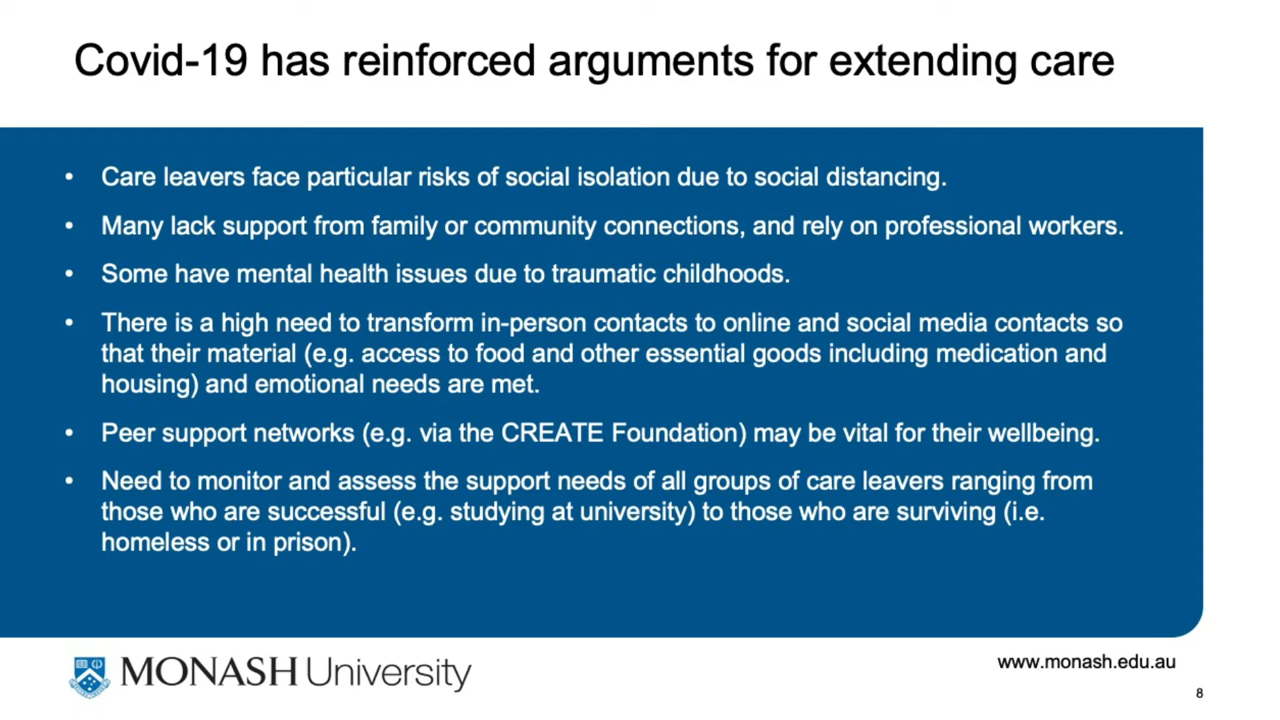 Covid-19 has reinforced arguments for extending care
• Care leavers face particular risks of social isolation due to social distancing.
• Many lack support from family or community connections, and rely on professional workers.
• Some have mental health issues due to traumatic childhoods.
• There is a high need to transform in-person contacts to online and social media contacts so
that their material (e.g. access to food and other essential goods including medication and
housing) and emotional needs are met.
• Peer support networks (e.g. via the CREATE Foundation) may be vital for their wellbeing.
• Need to monitor and assess the support needs of all groups of care leavers ranging from
those who are successful (e.g. studying at university) to those who are surviving (i.e.
homeless or in prison).
MONASH University
www.monash.edu.au
8